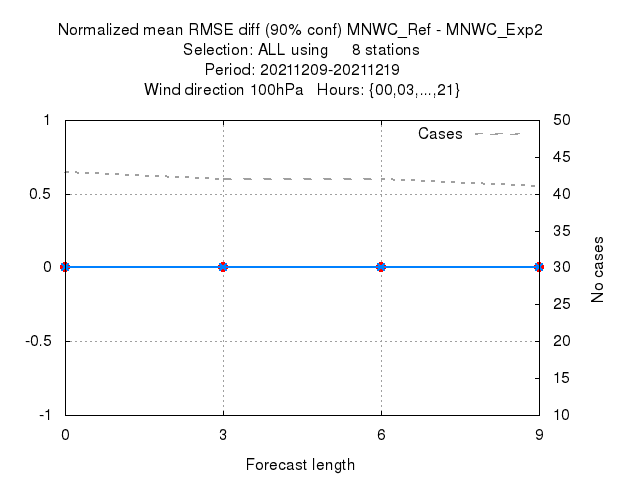 Normalized mean RMSE diff (90% conf) MNWC_Ref - MNWC_Exp2
Selection: ALL using 8 stations
Period: 20211209-20211219
Wind direction 100hPa Hours: {00,03,...,21}
Cases
1
0.5
0
-0.5
-1
50
45
40
35
30
25
20
15
10
No cases
0 3 6 9
Forecast length